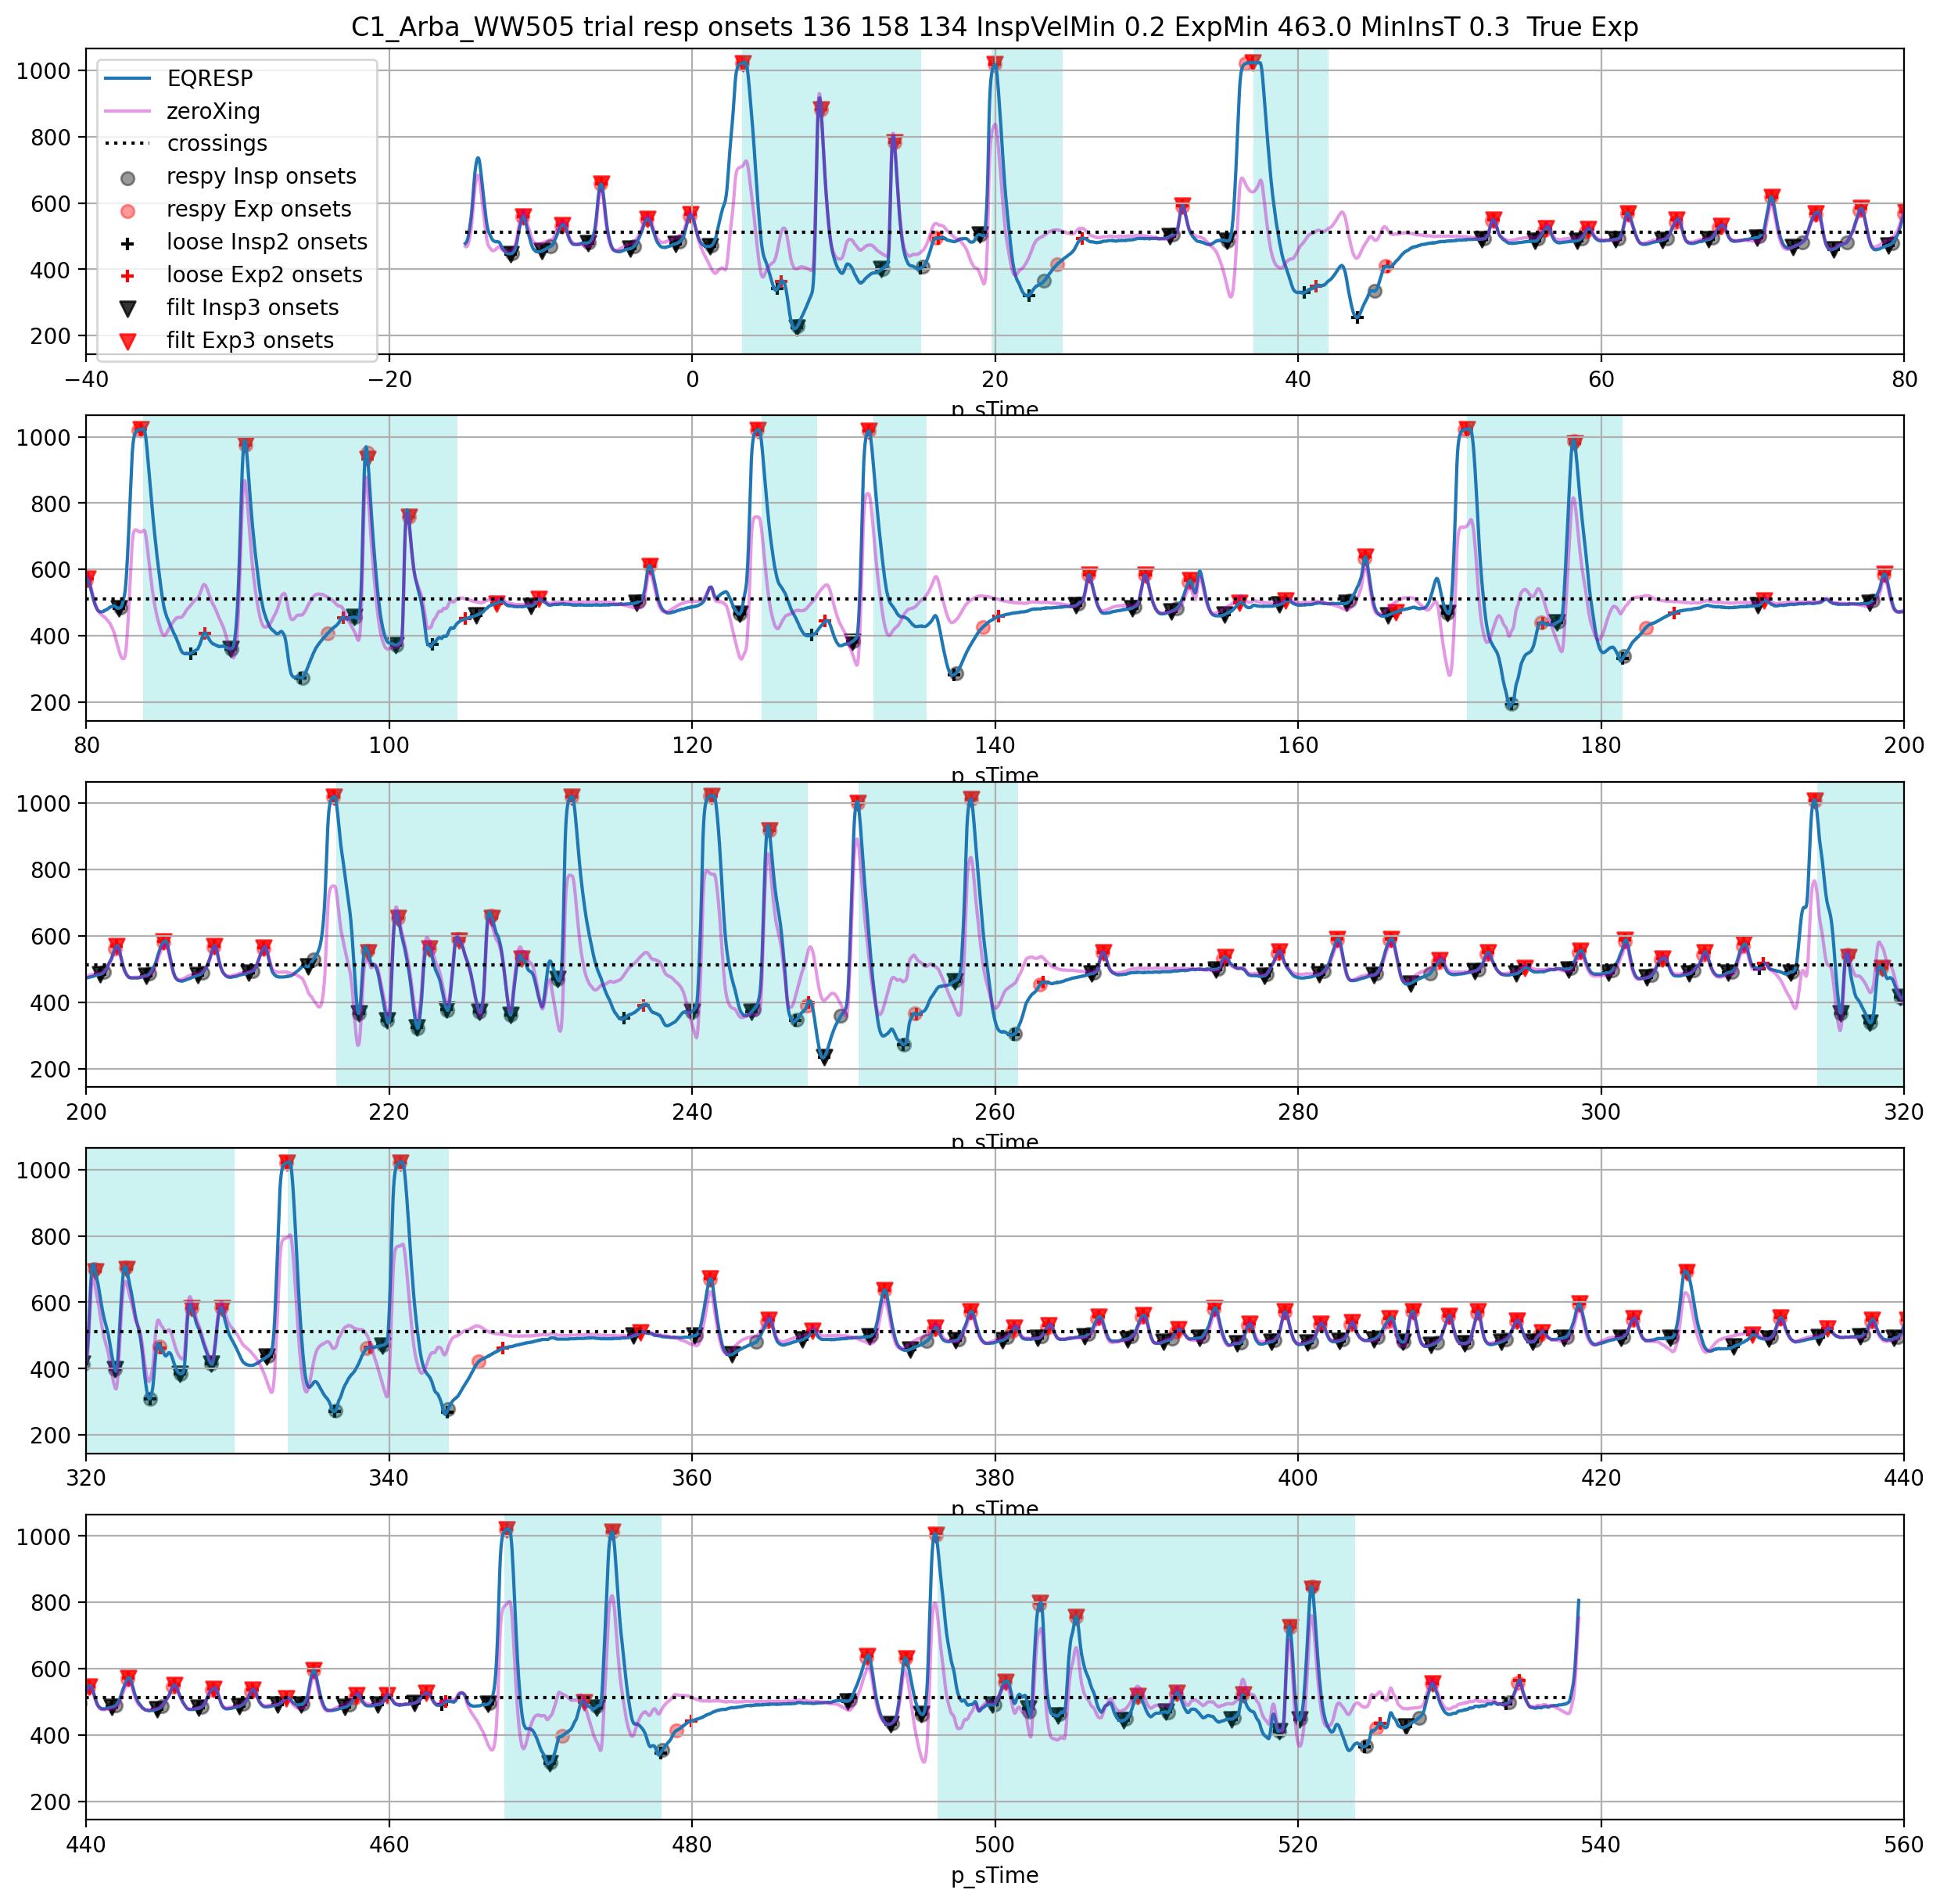 C1_Arba_WW505 trial resp onsets 136 158 134 InspVelMin 0.2 ExpMin 463.0 MinInsT 0.3  True Exp
1000
800
600
400
200
EQRESP
zeroXing
crossings
respy Insp onsets
respy Exp onsets
loose Insp2 onsets
loose Exp2 onsets
filt Insp3 onsets
filt Exp3 onsets
−40 −20 0 20 40 60 80
p_sTime
1000
800
600
400
200
80 100 120 140 160 180 200
p_sTime
1000
800
600
400
200
200 220 240 260 280 300 320
p_sTime
1000
800
600
400
200
320 340 360 380 400 420 440
p_sTime
1000
800
600
400
200
440 460 480 500 520 540 560
p_sTime